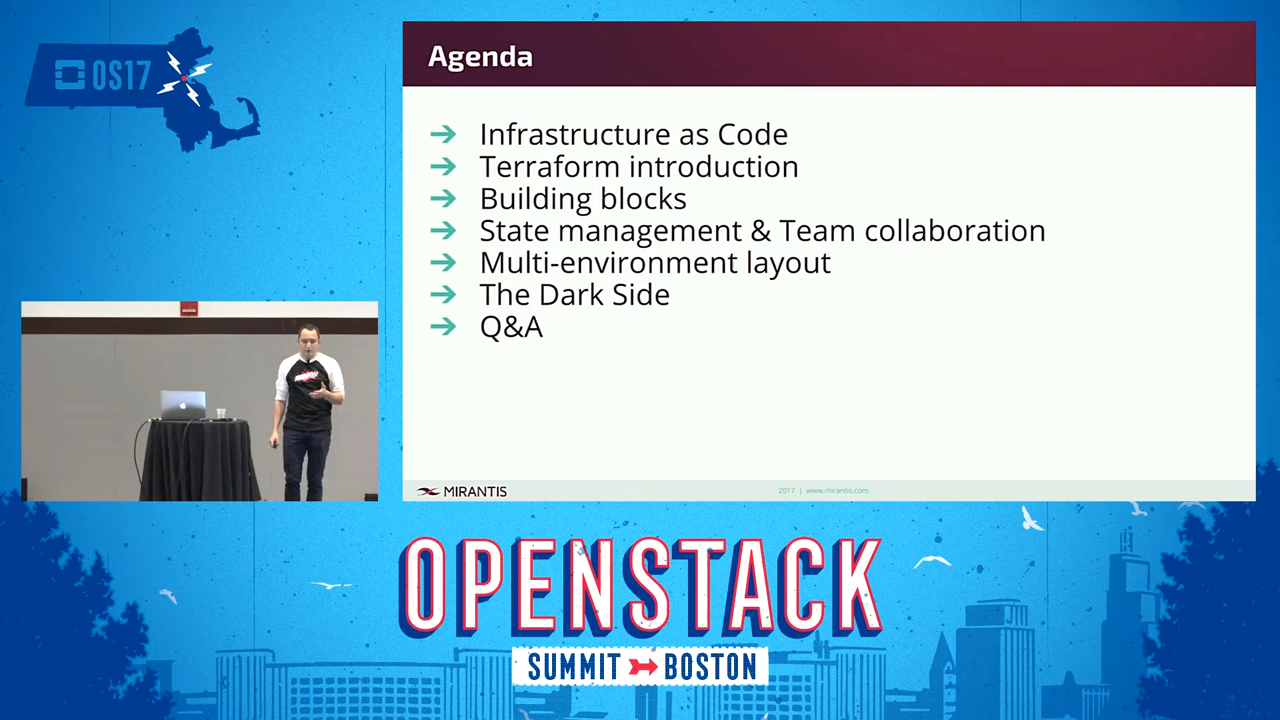 OS17
Agenda
Infrastructure as Code
Terraform introduction
Building blocks
State management & Team collaboration
Multi-environment layout
The Dark Side
Q&A
MIRANTIS
2017 | www.mirantis.com
OPENSTACK
SUMMIT BOSTON